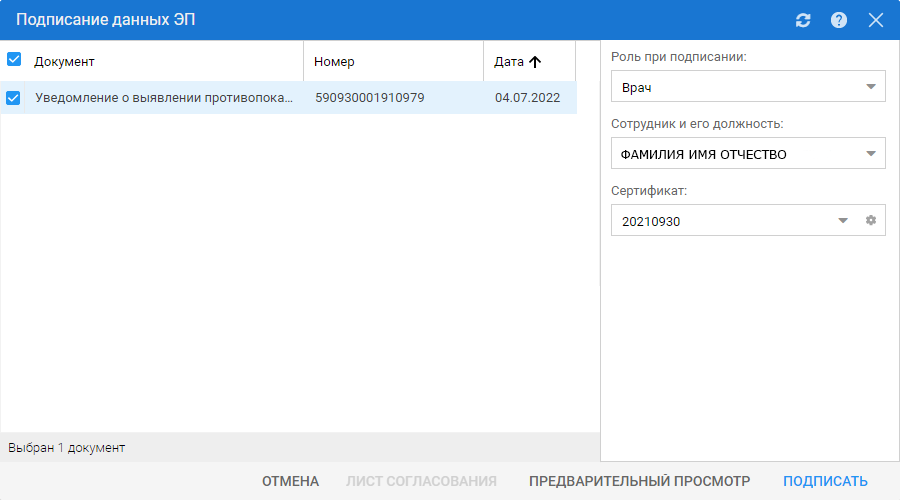 Подписание данных ЭП
Документ Номер Дата
Уведомление о выявлении противопока... 590930001910979 04.07.2022
Роль при подписании:
Врач
Сотрудник и его должность:
ФАМИЛИЯ ИМЯ ОТЧЕСТВО
Сертификат:
20210930
Выбран 1 документ
ОТМЕНА ЛИСТ СОГЛАСОВАНИЯ ПРЕДВАРИТЕЛЬНЫЙ ПРОСМОТР ПОДПИСАТЬ